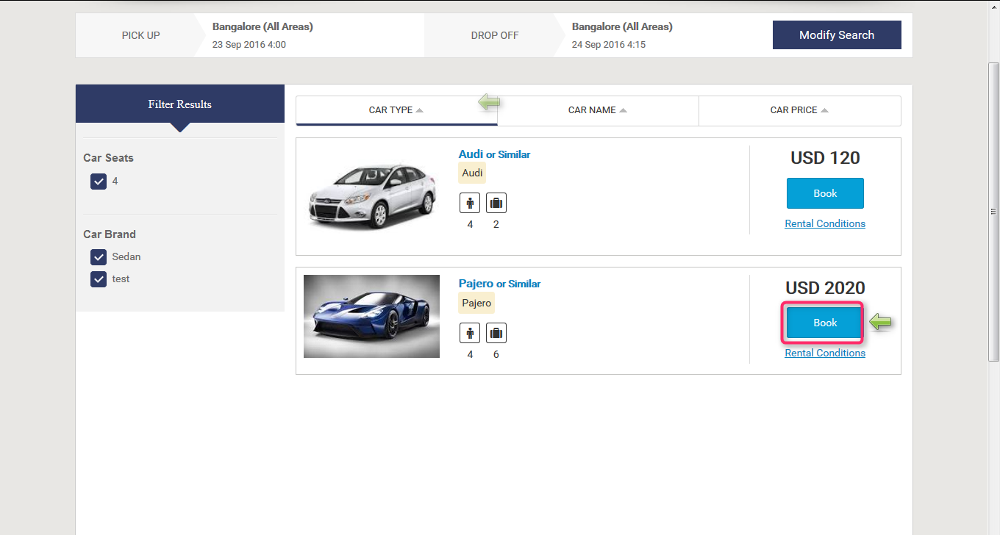 PICK UP
Bangalore (All Areas)
23 Sep 2016 4:00
DROP OFF
Bangalore (All Areas)
24 Sep 2016 4:15
Modify Search
Filter Results
Car Seats
4
Car Brand
Sedan
test
CAR TYPE
CAR NAME
CAR PRICE
Audi or Similar
Audi
4 2
USD 120
Book
Rental Conditions
Pajero or Similar
Pajero
4 6
USD 2020
Book
Rental Conditions